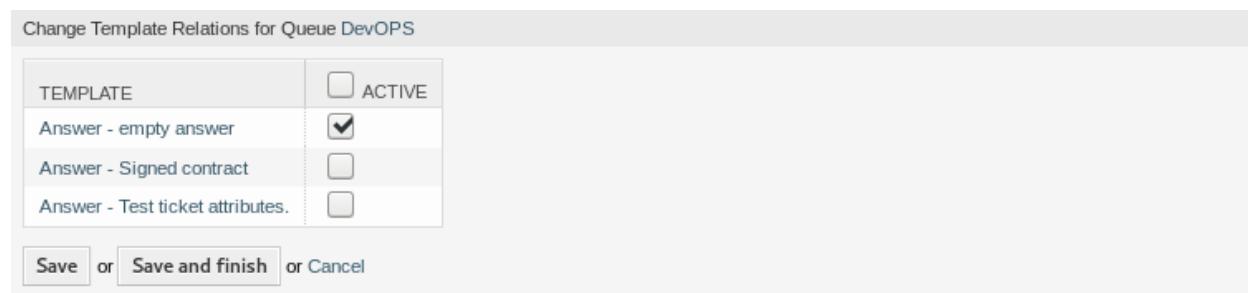 Change Template Relations for Queue DevOPS
TEMPLATE ACTIVE
Answer - empty answer
Answer - Signed contract
Answer - Test ticket attributes.
Save or Save and finish or Cancel